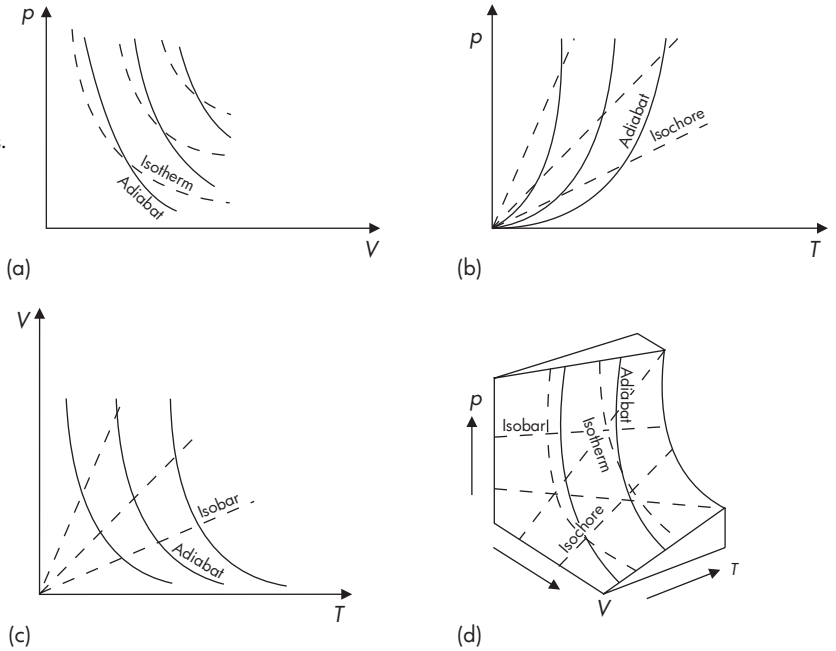 p
Isotherm
Adiabat
V
(a)
p
Adiabat
Isochore
T
(b)
s.
V
Isobar
Adiabat
T
(c)
p
Isobar
Isotherm
Adiabat
Isochore
V
T
(d)